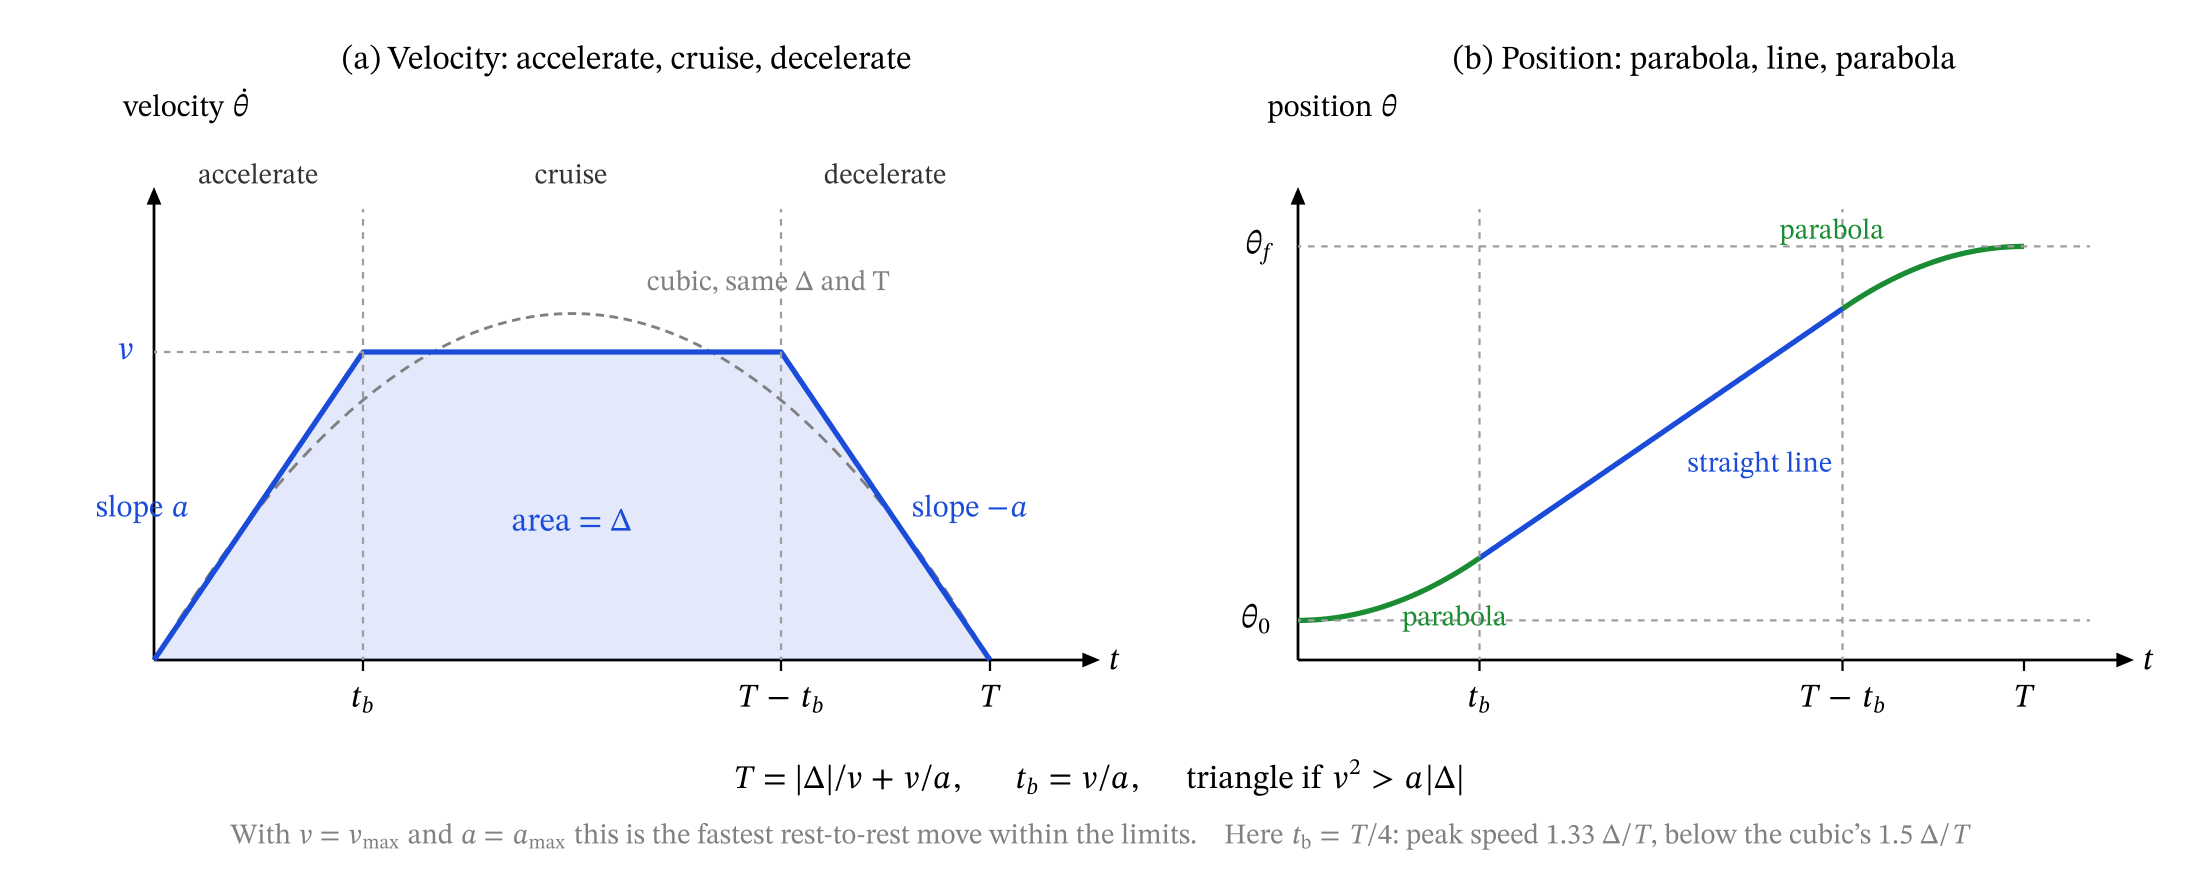 (a) Velocity: accelerate, cruise, decelerate
velocity θ̇
accelerate
cruise
decelerate
cubic, same Δ and T
v
slope a
area = Δ
slope −a
t_b
T − t_b
T
t
(b) Position: parabola, line, parabola
position θ
θ_f
parabola
straight line
θ_0
parabola
t_b
T − t_b
T
t
T = |Δ|/v + v/a, t_b = v/a, triangle if v² > a|Δ|
With v = v_max and a = a_max this is the fastest rest-to-rest move within the limits. Here t_b = T/4: peak speed 1.33 Δ/T, below the cubic’s 1.5 Δ/T